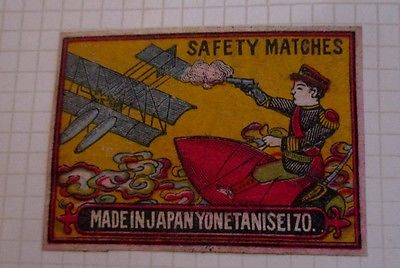 SAFETY MATCHES
MADE IN JAPAN YONETANISEIZO.